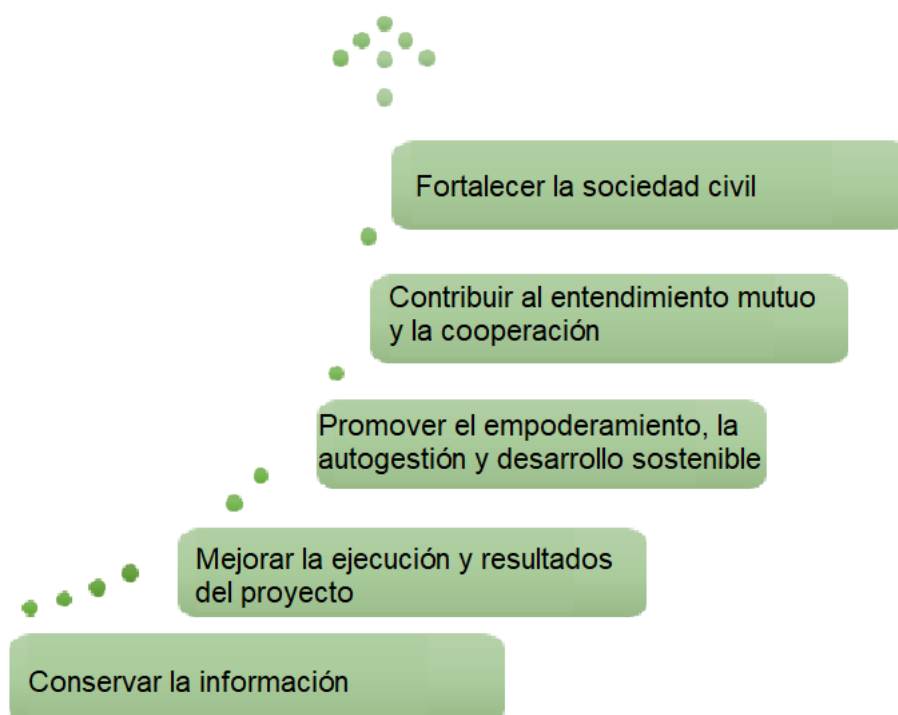 Fortalecer la sociedad civil
Contribuir al entendimiento mutuo
y la cooperación
Promover el empoderamiento, la
autogestión y desarrollo sostenible
Mejorar la ejecución y resultados
del proyecto
Conservar la información